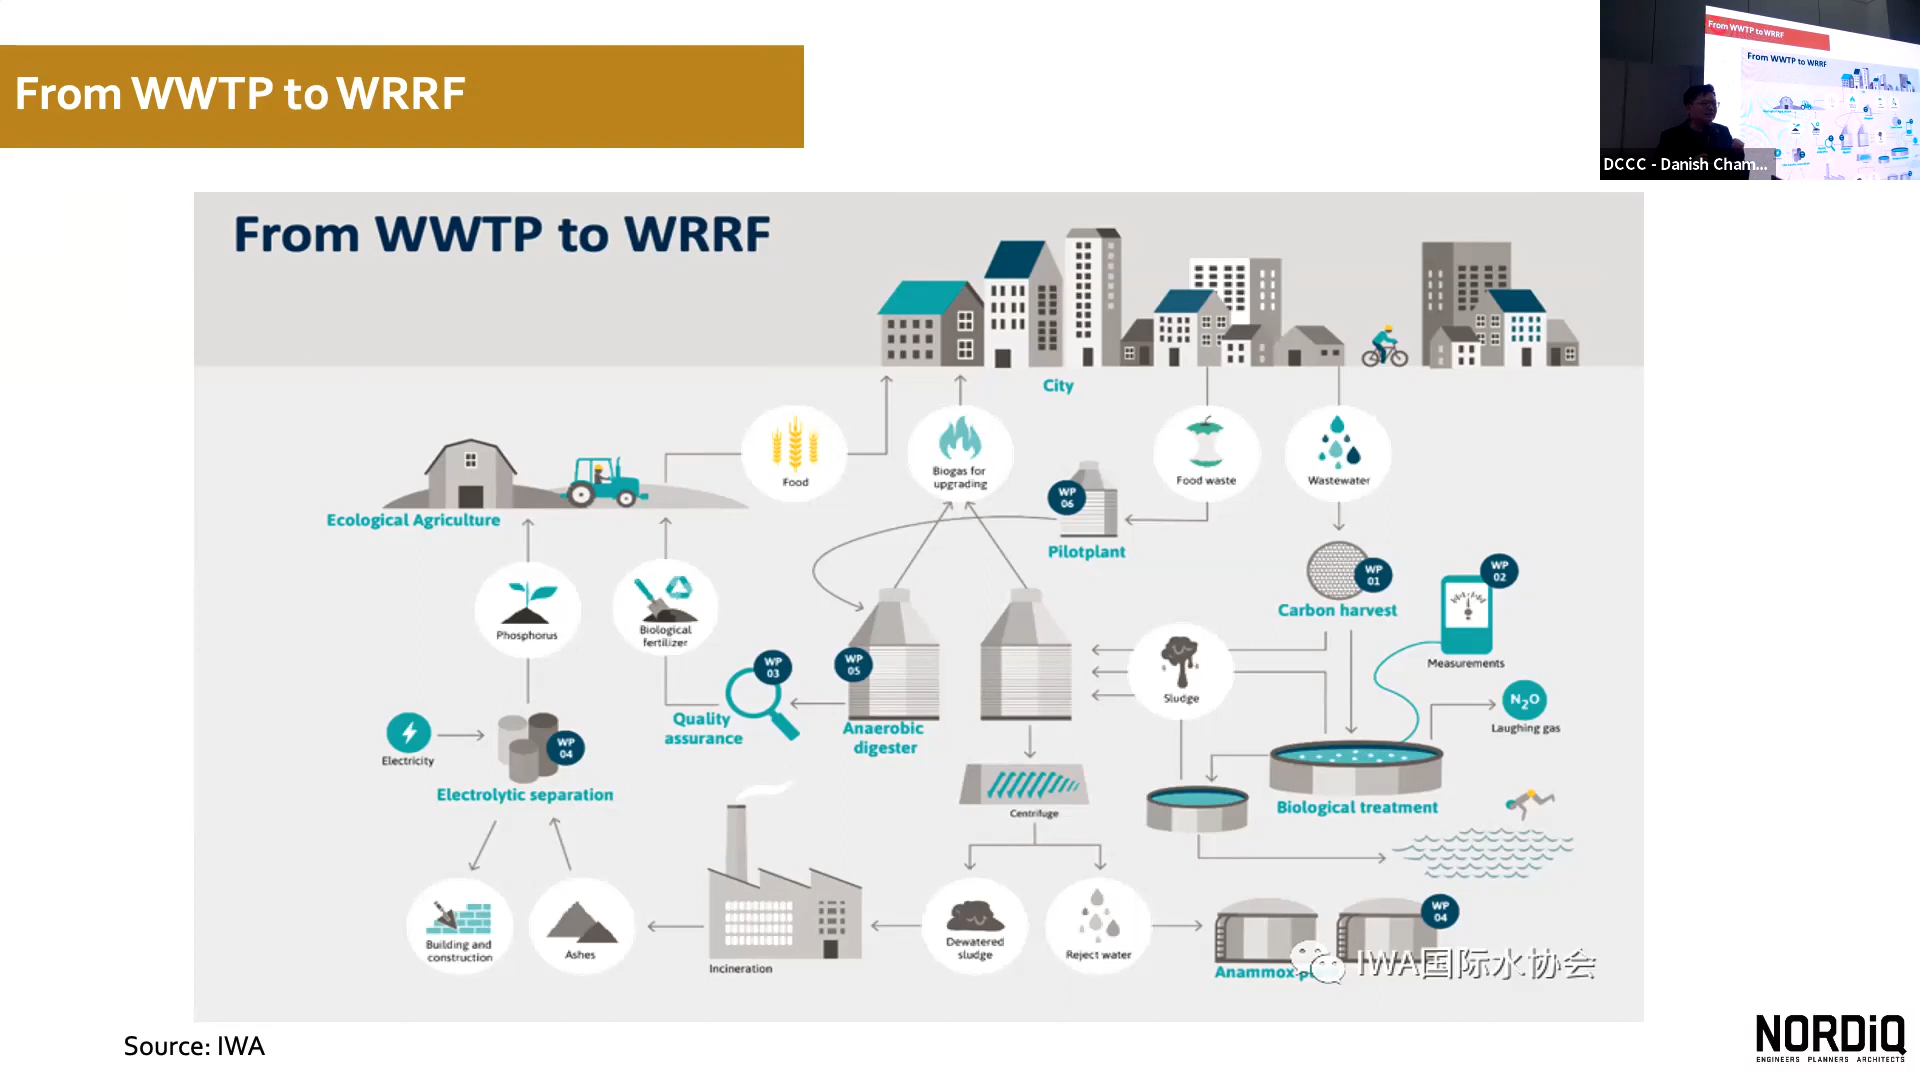 From WWTP to WRRF
From WWTP to WRRF
From WWTP to WRRF
DCCC - Danish Cham...
From WWTP to WRRF
City
Food
Biogas for
upgrading
WP
06
Pilotplant
Food waste
Wastewater
Ecological Agriculture
WP
01
Carbon harvest
WP
02
Measurements
Phosphorus
Biological
fertilizer
WP
03
Quality
assurance
WP
05
Anaerobic
digester
Sludge
N₂O
Laughing gas
Electricity
WP
04
Electrolytic separation
Centrifuge
Biological treatment
Building and
construction
Ashes
Incineration
Dewatered
sludge
Reject water
WP
04
Anammox
IWA国际水协会
Source: IWA
NORDiQ
ENGINEERS PLANNERS ARCHITECTS